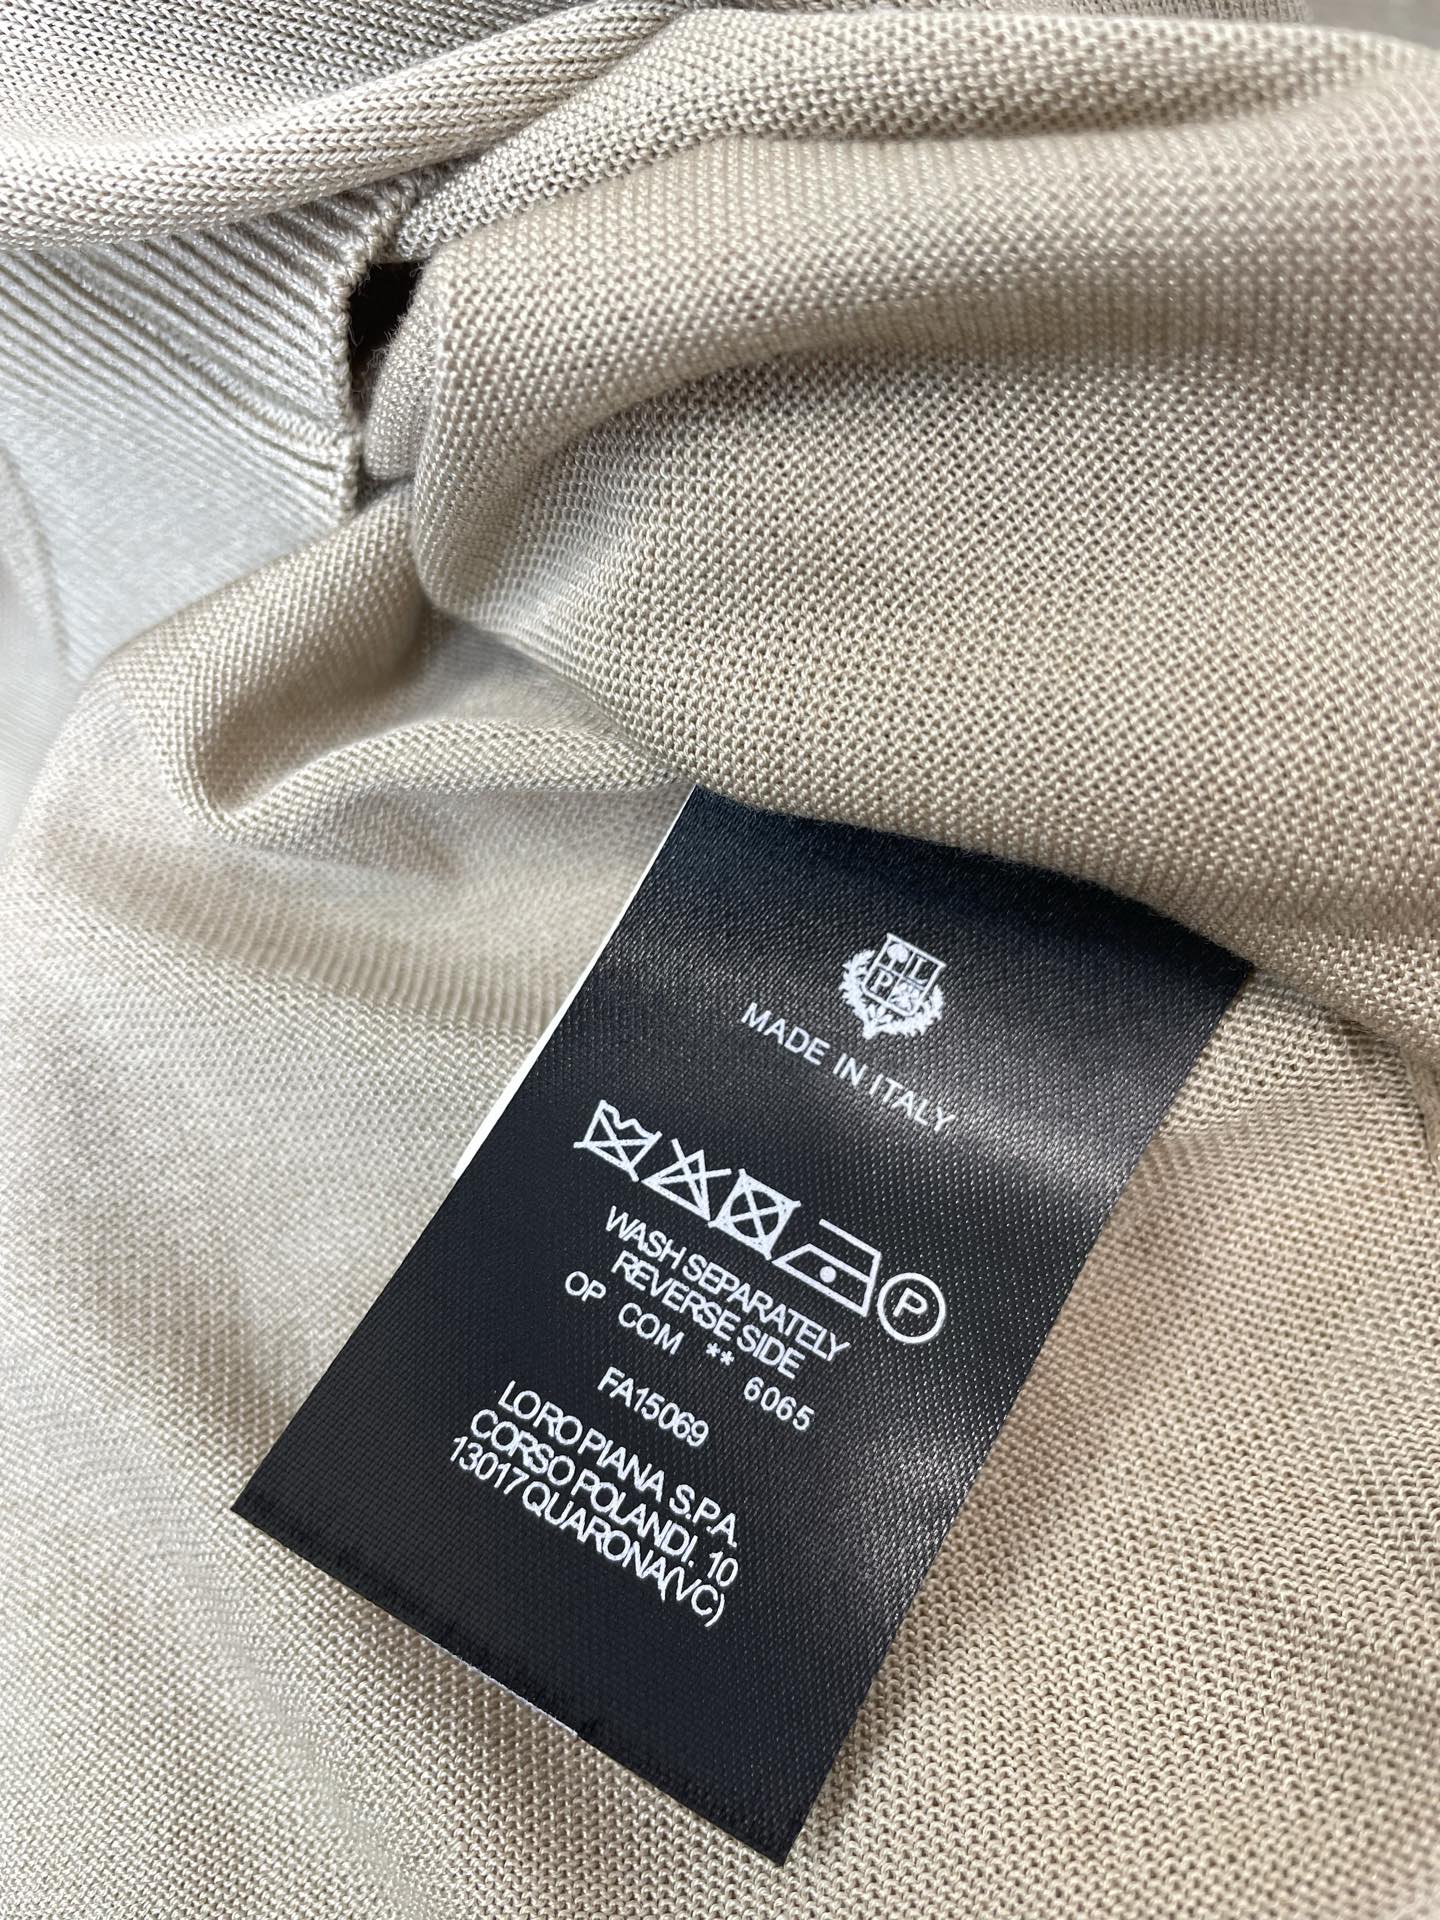 L
P
MADE IN ITALY
P
WASH SEPARATELY
REVERSE SIDE
OP COM ** 6065
FA15069
LORO PIANA S.P.A.
CORSO POLANDI. 10
13017 QUARONA(VC)